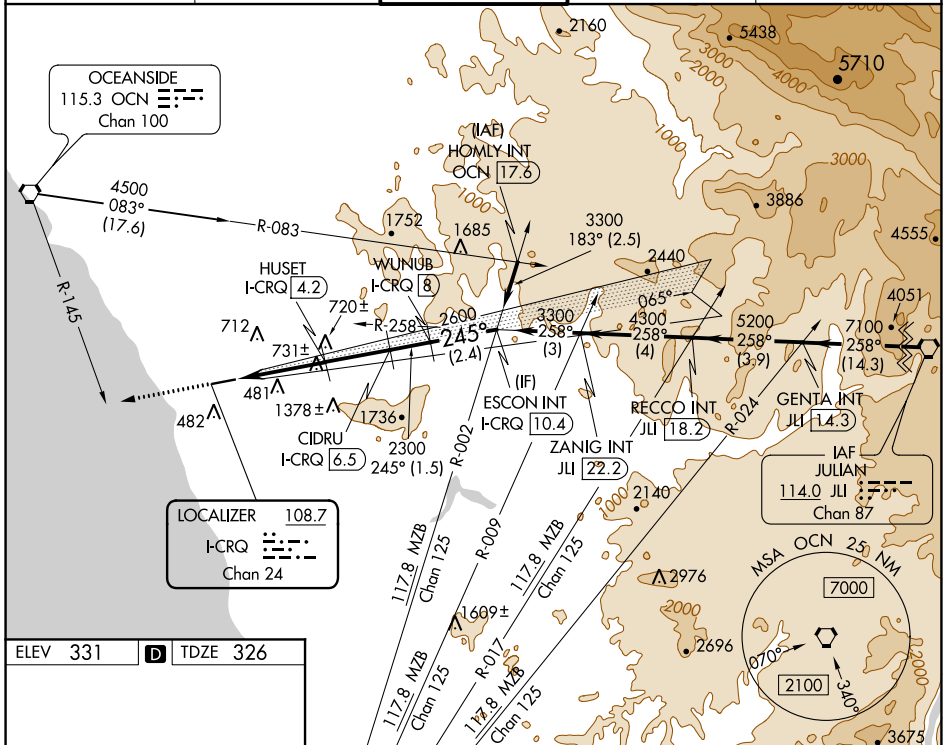 2160
5438
5710
OCEANSIDE
115.3 OCN
Chan 100
3000
2000
4000
1000
3000
(IAF)
HOMLY INT
OCN 17.6
1000
4500
083°
(17.6)
R-083
1752
1685
3300
183° (2.5)
3886
4555
2440
R-145
HUSET
I-CRQ 4.2
WUNUB
I-CRQ 8
720±
R-258
2600
245°
(2.4)
3300
258°
(3)
065°
4300
258°
(4)
5200
258°
(3.9)
4051
7100
258°
(14.3)
712
731±
481
482
1378±
1736
CIDRU
I-CRQ 6.5
2300
245° (1.5)
(IF)
ESCON INT
I-CRQ 10.4
ZANIG INT
JLI 22.2
RECCO INT
JLI 18.2
GENTA INT
JLI 14.3
R-024
R-002
R-009
R-017
IAF
JULIAN
114.0 JLI
Chan 87
LOCALIZER 108.7
I-CRQ
Chan 24
117.8 MZB
Chan 125
117.8 MZB
Chan 125
117.8 MZB
Chan 125
117.8 MZB
Chan 125
1000
2140
2976
2000
2696
1609±
MSA OCN 25 NM
7000
070°
2100
340°
2000
3675
ELEV 331 D TDZE 326